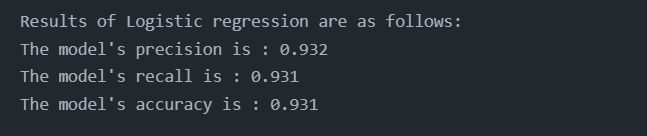 Results of Logistic regression are as follows:
The model's precision is : 0.932
The model's recall is : 0.931
The model's accuracy is : 0.931